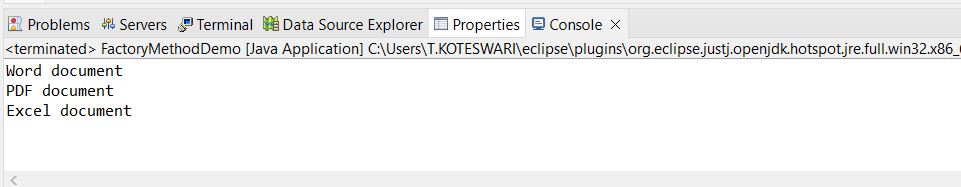 Problems Servers Terminal Data Source Explorer Properties Console
<terminated> FactoryMethodDemo [Java Application] C:\Users\T.KOTESWARI\eclipse\plugins\org.eclipse.justj.openjdk.hotspot.jre.full.win32.x86_
Word document
PDF document
Excel document